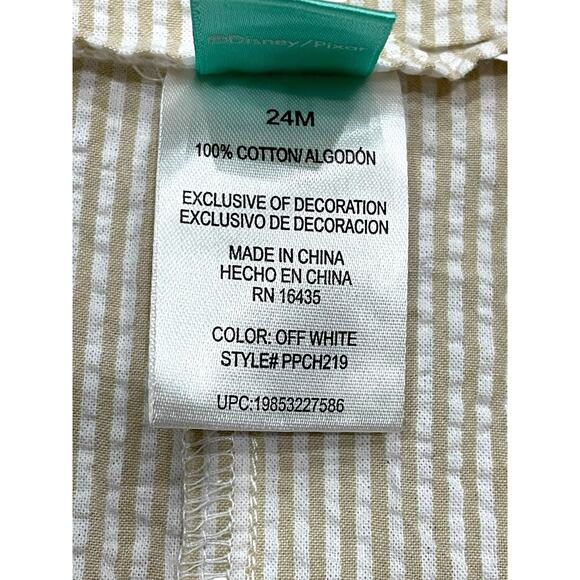 ©Disney/Pixar
24M
100% COTTON/ ALGODÓN
EXCLUSIVE OF DECORATION
EXCLUSIVO DE DECORACION
MADE IN CHINA
HECHO EN CHINA
RN 16435
COLOR: OFF WHITE
STYLE# PPCH219
UPC:19853227586